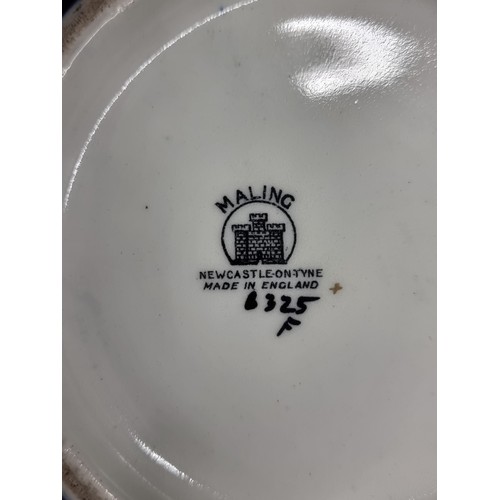 MALING
NEWCASTLE-ON-TYNE
MADE IN ENGLAND
6325
F